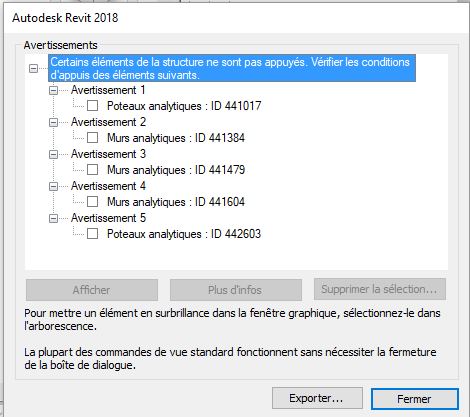 Autodesk Revit 2018
Avertissements
Certains éléments de la structure ne sont pas appuyés. Vérifier les conditions
d'appuis des éléments suivants.
Avertissement 1
Poteaux analytiques : ID 441017
Avertissement 2
Murs analytiques : ID 441384
Avertissement 3
Murs analytiques : ID 441479
Avertissement 4
Murs analytiques : ID 441604
Avertissement 5
Poteaux analytiques : ID 442603
Afficher
Plus d'infos
Supprimer la sélection...
Pour mettre un élément en surbrillance dans la fenêtre graphique, sélectionnez-le dans
l'arborescence.
La plupart des commandes de vue standard fonctionnent sans nécessiter la fermeture
de la boîte de dialogue.
Exporter...
Fermer